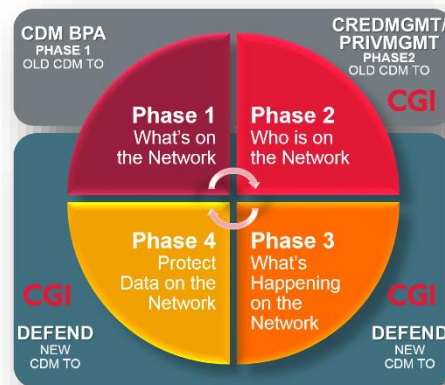 CDM BPA
PHASE 1
OLD CDM TO
CREDMGMT/
PRIVMGMT
PHASE2
OLD CDM TO
CGI
Phase 1
What's on
the Network
Phase 2
Who is on
the Network
Phase 4
Protect
Data on the
Network
Phase 3
What's
Happening
on the
Network
CGI
DEFEND
NEW
CDM TO
CGI
DEFEND
NEW
CDM TO